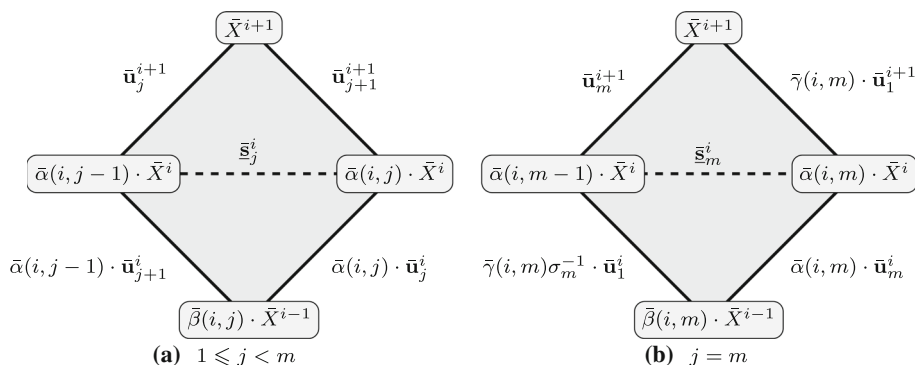 X̄^{i+1} X̄^{i+1}
ū_j^{i+1} ū_{j+1}^{i+1} ū_m^{i+1} γ̄(i, m) · ū_1^{i+1}
s̲̄_j^i s̲̄_m^i
ᾱ(i, j − 1) · X̄^i ᾱ(i, j) · X̄^i ᾱ(i, m − 1) · X̄^i ᾱ(i, m) · X̄^i
ᾱ(i, j − 1) · ū_{j+1}^i ᾱ(i, j) · ū_j^i γ̄(i, m)σ_m^{−1} · ū_1^i ᾱ(i, m) · ū_m^i
β̄(i, j) · X̄^{i−1} β̄(i, m) · X̄^{i−1}
(a) 1 ⩽ j < m (b) j = m